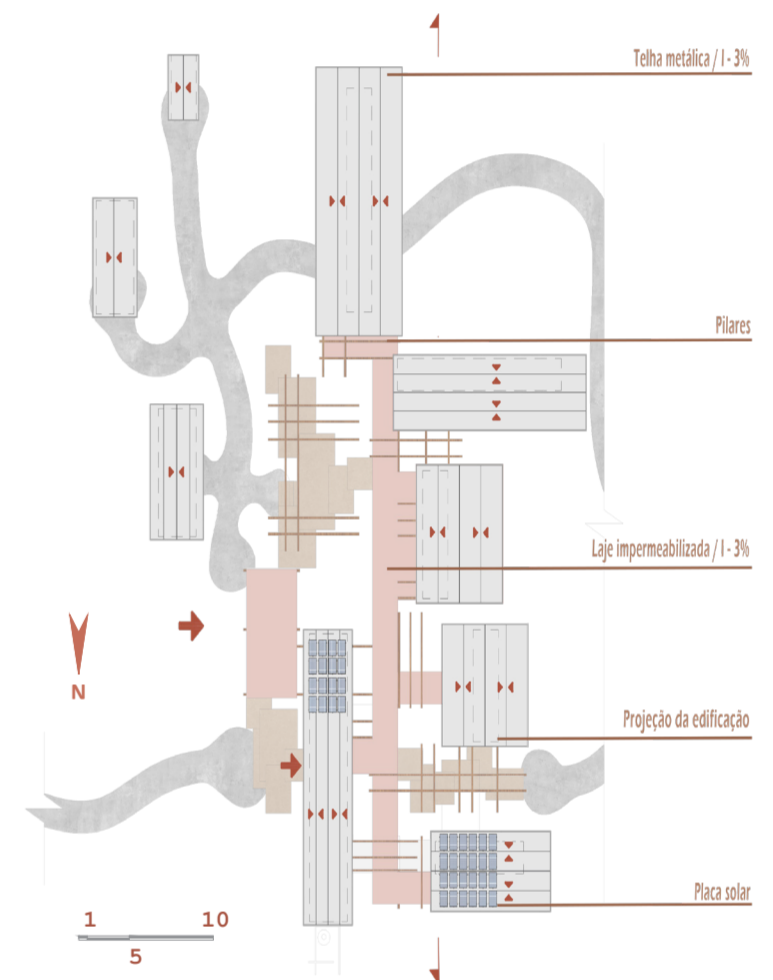 Telha metálica / I - 3%
Pilares
Laje impermeabilizada / I - 3%
N
Projeção da edificação
Placa solar
1 10
5